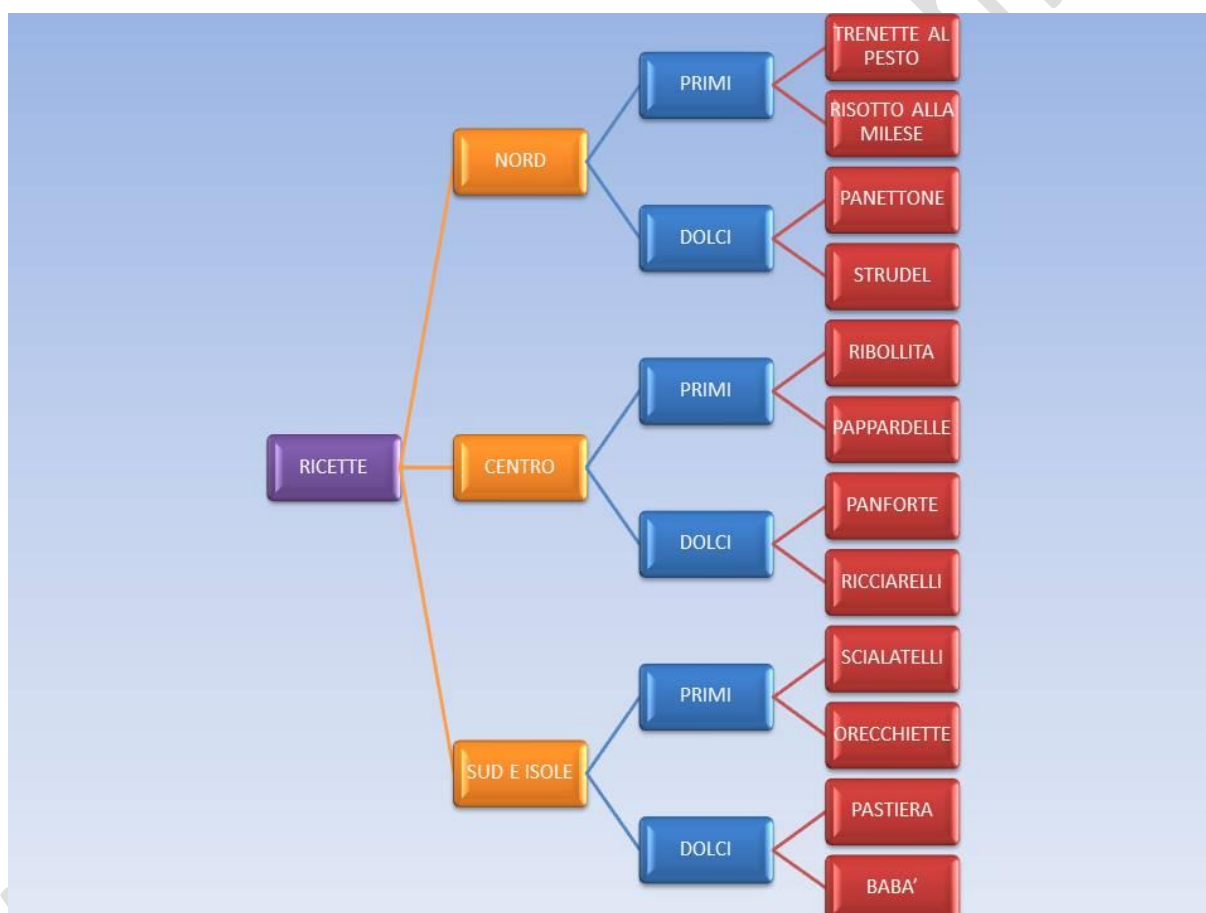 TRENETTE AL
PESTO
PRIMI
RISOTTO ALLA
MILESE
NORD
PANETTONE
DOLCI
STRUDEL
RIBOLLITA
PRIMI
PAPPARDELLE
RICETTE
CENTRO
PANFORTE
DOLCI
RICCIARELLI
SCIALATELLI
PRIMI
ORECCHIETTE
SUD E ISOLE
PASTIERA
DOLCI
BABA’